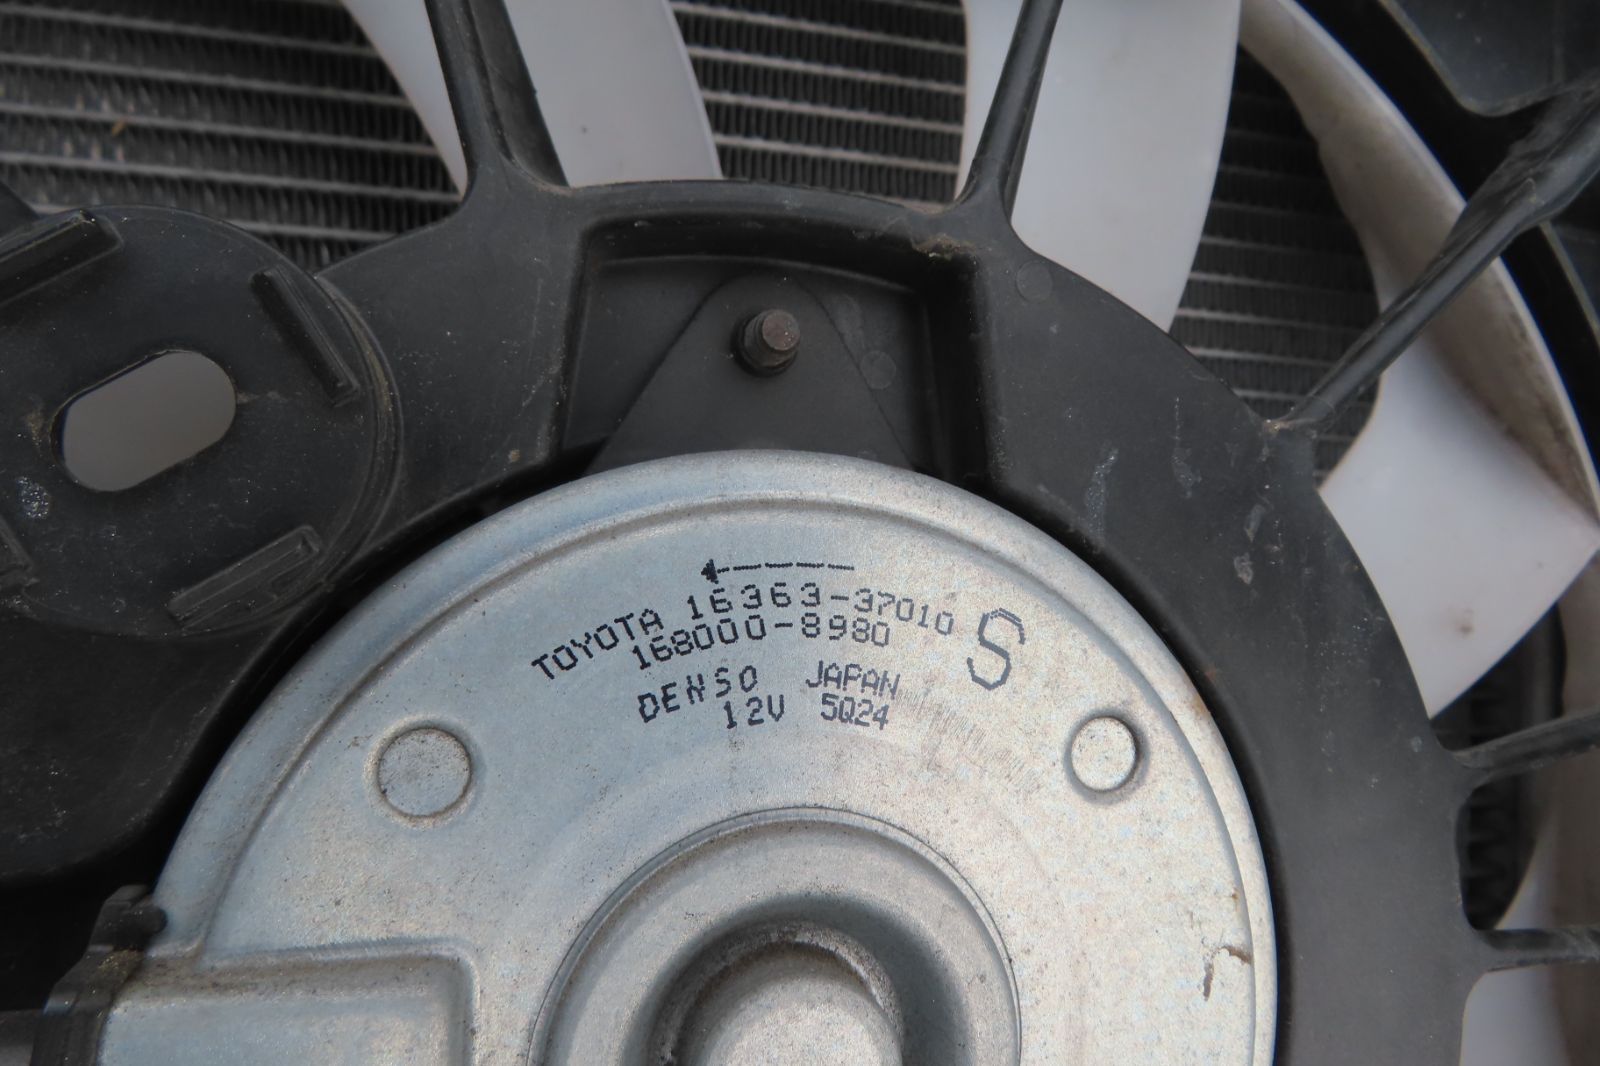 TOYOTA 16363-37010 S
168000-8980
DENSO JAPAN
12V 5Q24